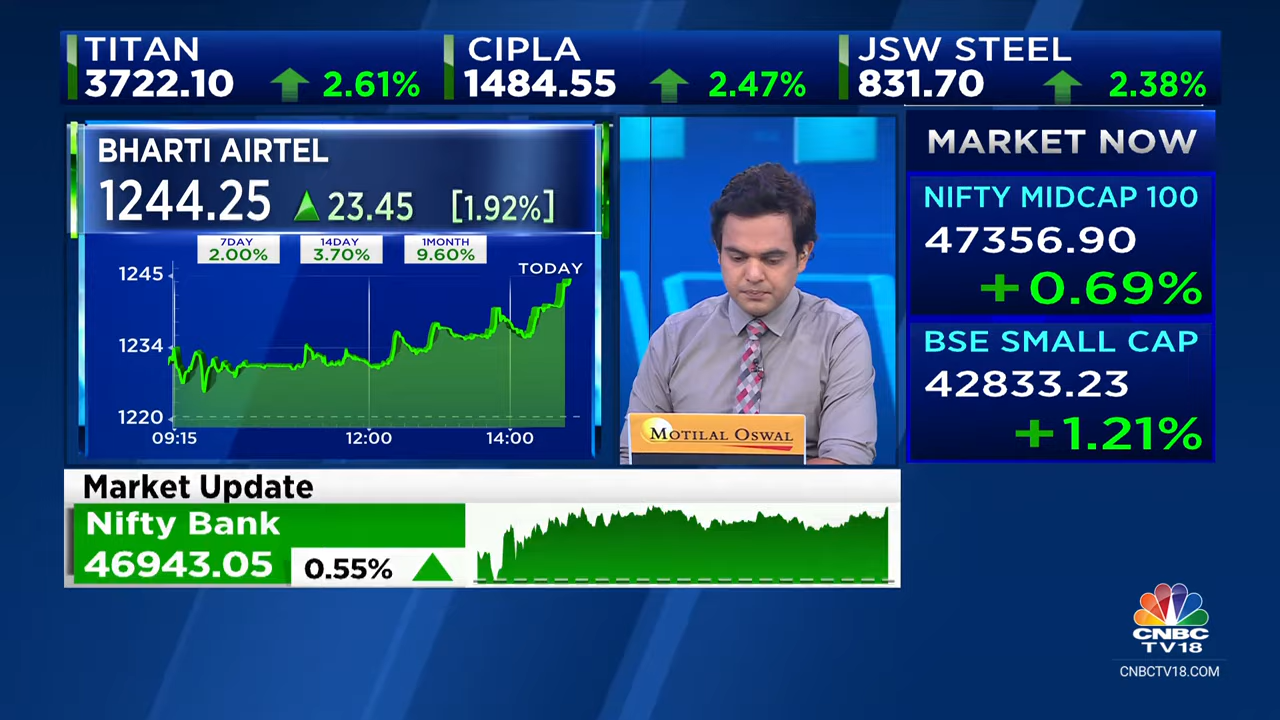 TITAN
3722.10 2.61%
CIPLA
1484.55 2.47%
JSW STEEL
831.70 2.38%
BHARTI AIRTEL
1244.25 23.45 [1.92%]
7DAY
2.00%
14DAY
3.70%
1MONTH
9.60%
TODAY
1245
1234
1220
09:15 12:00 14:00
MOTILAL OSWAL
MARKET NOW
NIFTY MIDCAP 100
47356.90
+0.69%
BSE SMALL CAP
42833.23
+1.21%
Market Update
Nifty Bank
46943.05 0.55%
CNBC
TV18
CNBCTV18.COM